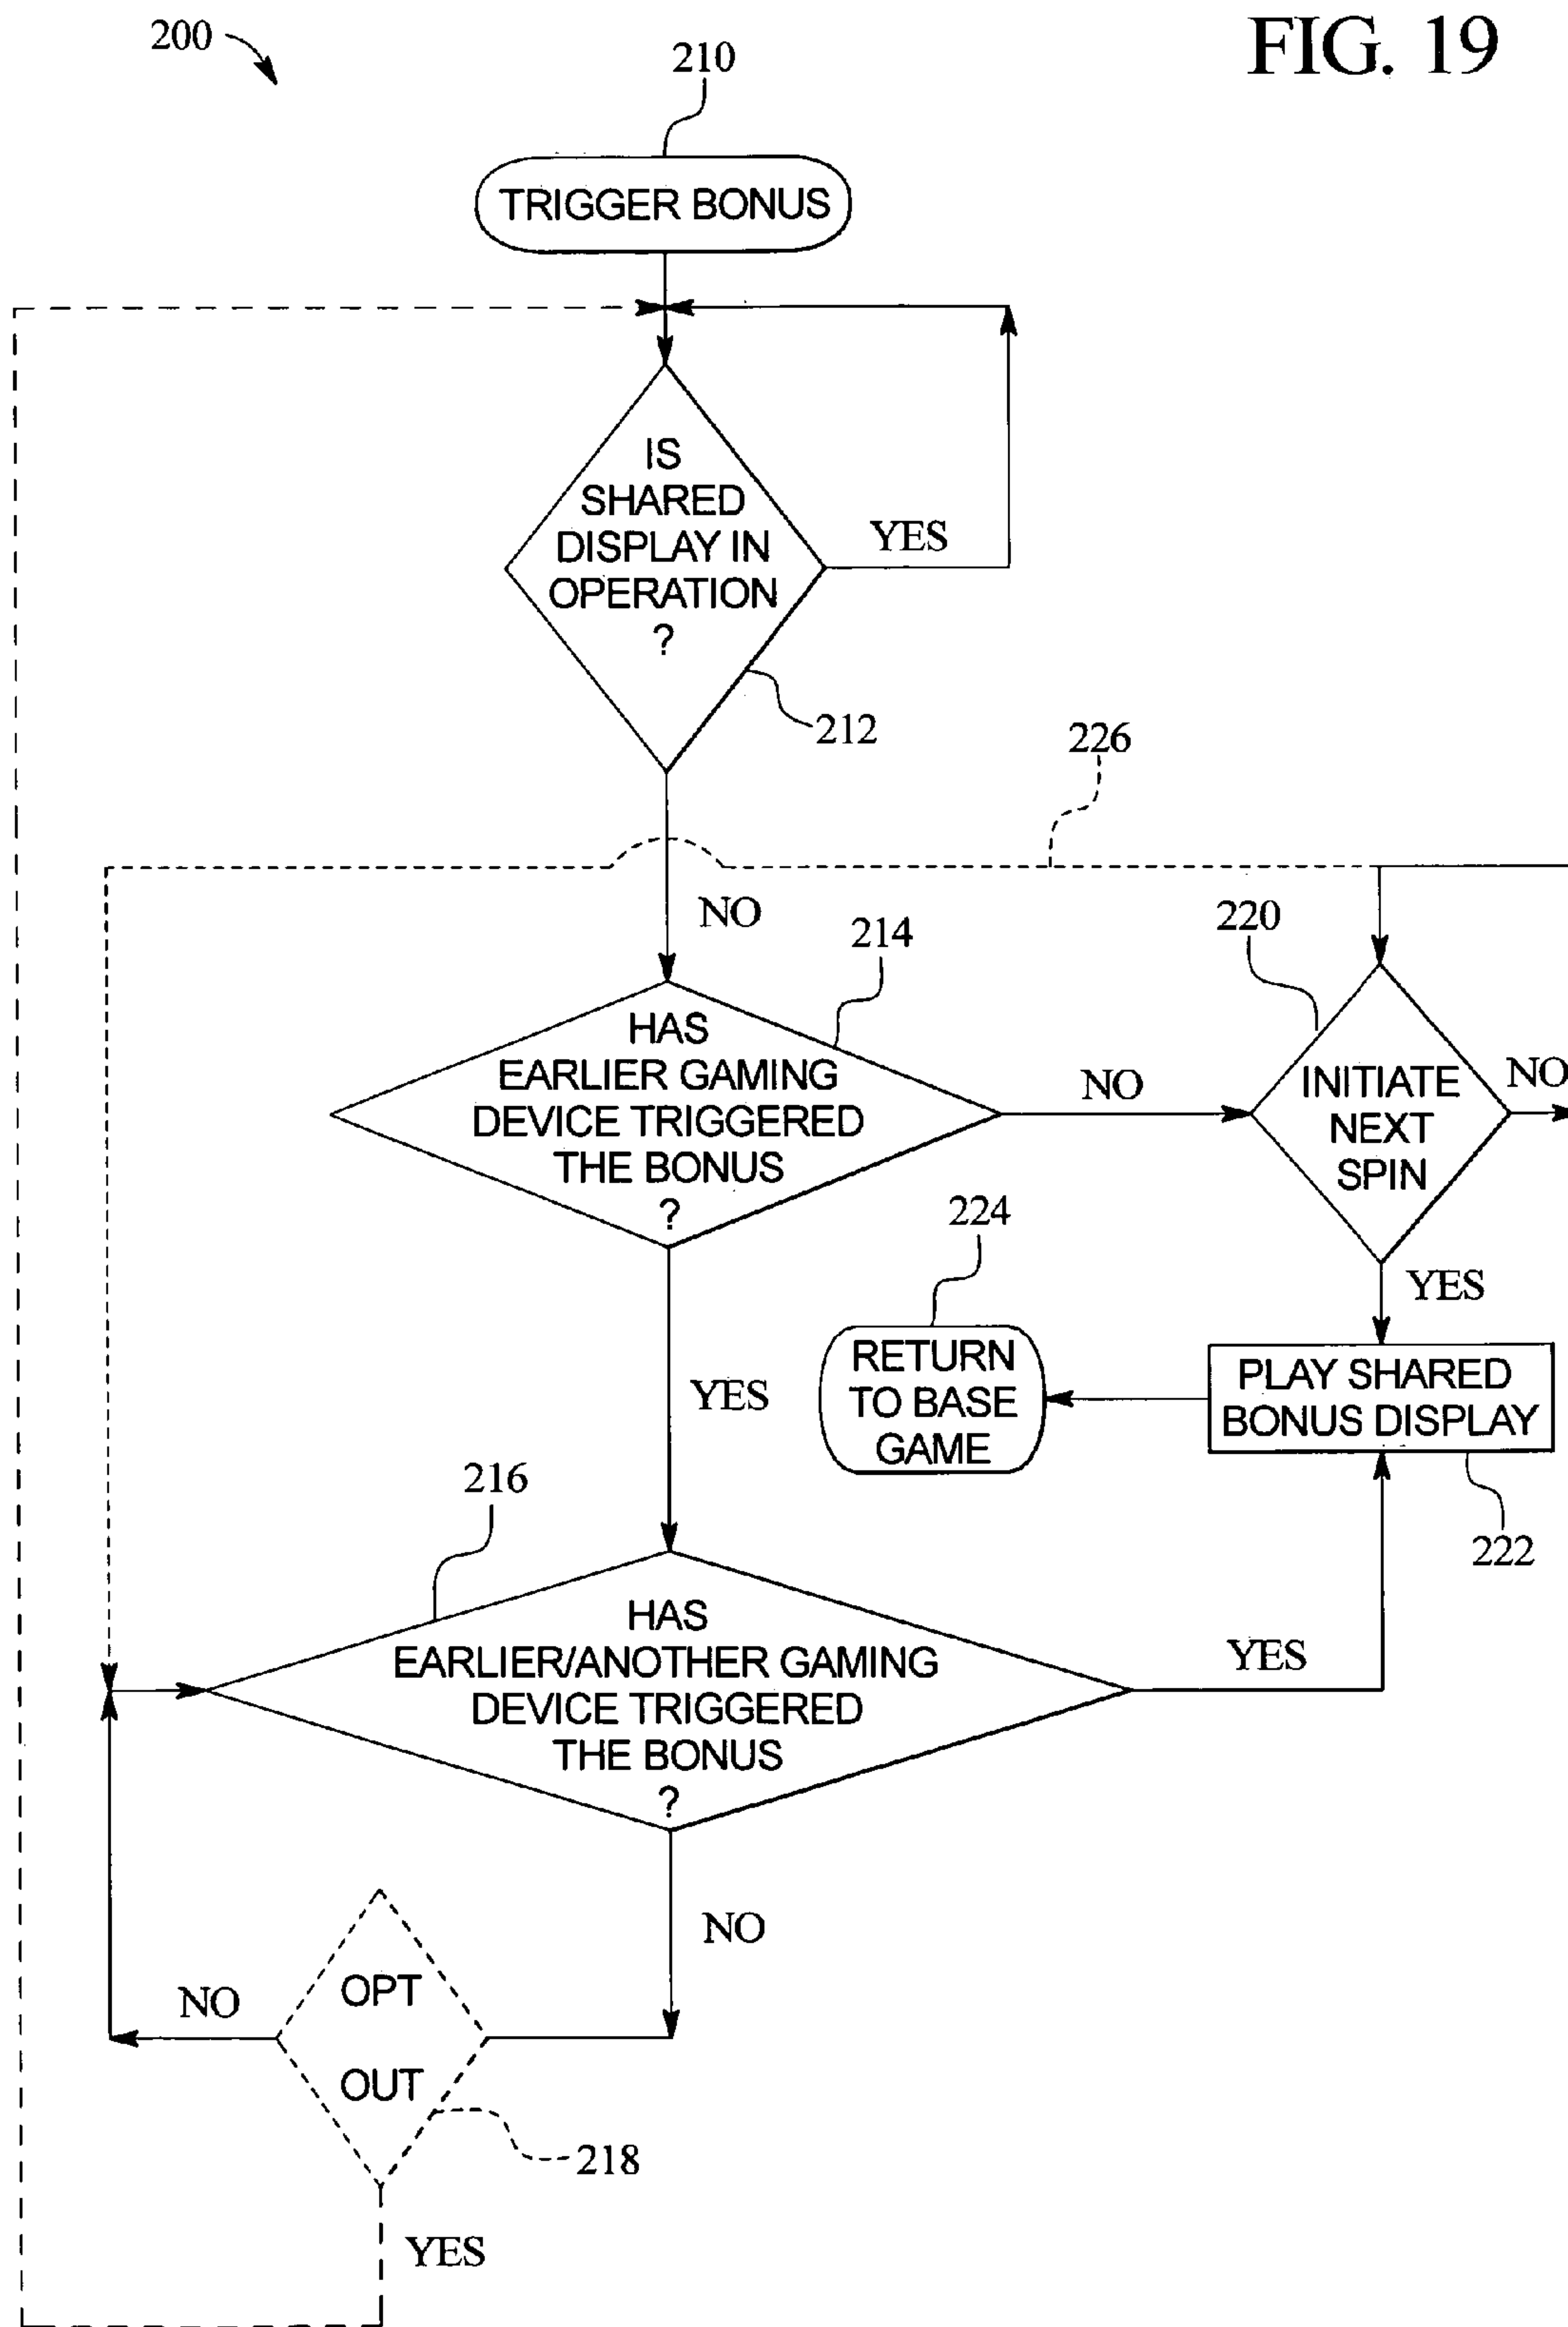 FIG. 19
200
210
TRIGGER BONUS
IS
SHARED
DISPLAY IN
OPERATION
?
YES
212
226
NO
214
220
HAS
EARLIER GAMING
DEVICE TRIGGERED
THE BONUS
?
NO
INITIATE
NEXT
SPIN
NO
YES
224
RETURN
TO BASE
GAME
PLAY SHARED
BONUS DISPLAY
222
YES
216
HAS
EARLIER/ANOTHER GAMING
DEVICE TRIGGERED
THE BONUS
?
YES
NO
OPT
OUT
NO
218
YES